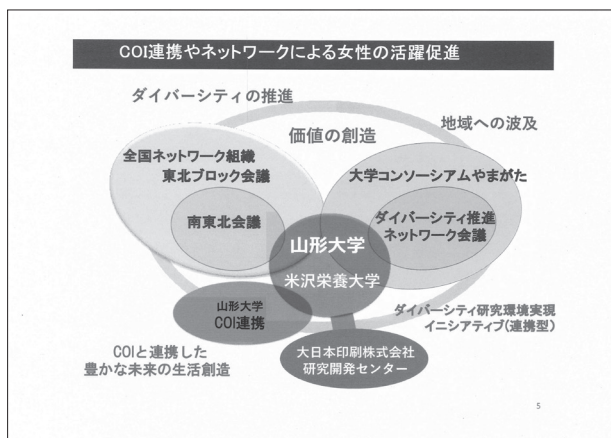 COI連携やネットワークによる女性の活躍促進
ダイバーシティの推進
地域への波及
価値の創造
全国ネットワーク組織
東北ブロック会議
大学コンソーシアムやまがた
南東北会議
ダイバーシティ推進
ネットワーク会議
山形大学
米沢栄養大学
山形大学
COI連携
ダイバーシティ研究環境実現
イニシアティブ(連携型)
大日本印刷株式会社
研究開発センター
COIと連携した
豊かな未来の生活創造
5